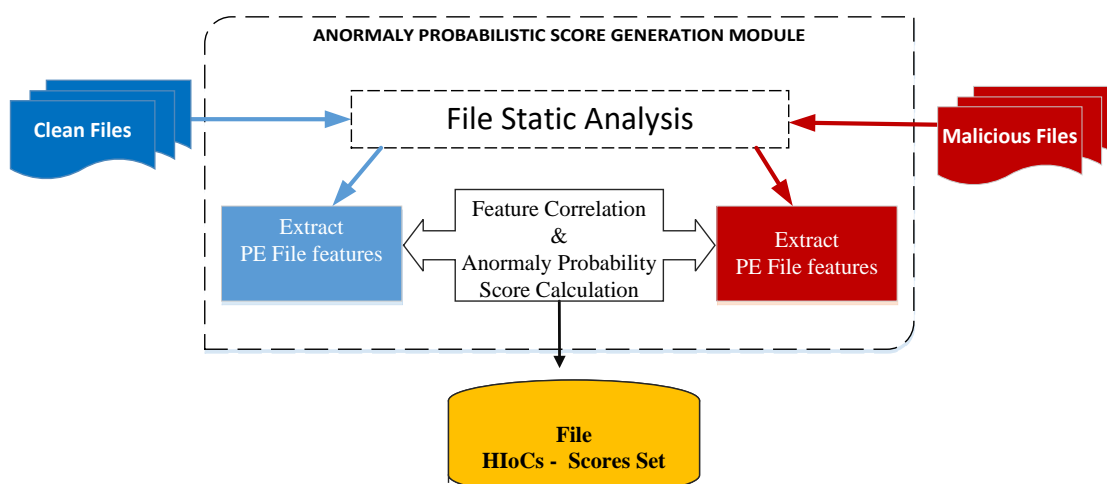 ANORMALY PROBABILISTIC SCORE GENERATION MODULE
Clean Files
File Static Analysis
Malicious Files
Extract
PE File features
Feature Correlation
&
Anormaly Probability
Score Calculation
Extract
PE File features
File
HIoCs - Scores Set